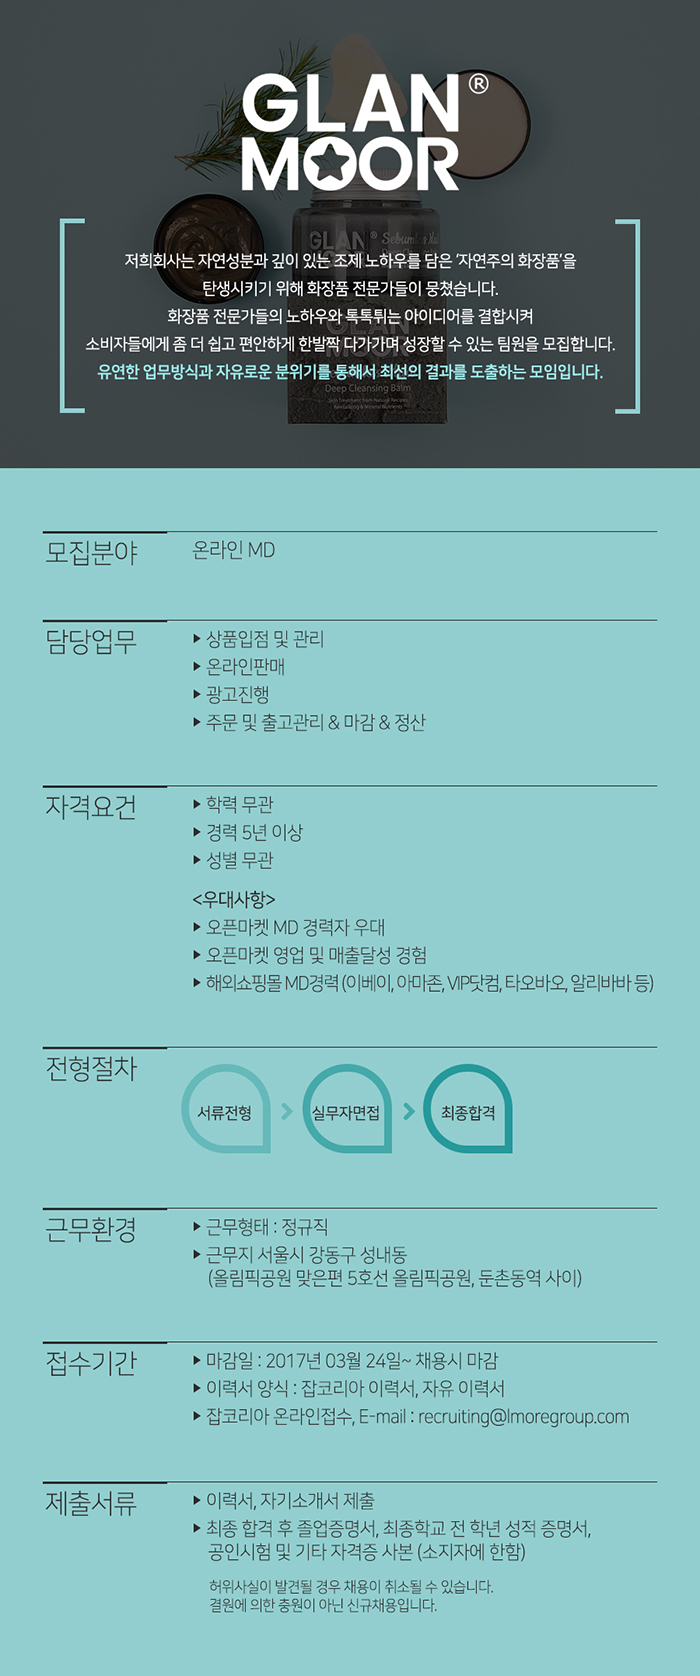 GLAN®
MOOR
저희회사는 자연성분과 깊이 있는 조제 노하우를 담은 '자연주의 화장품'을
탄생시키기 위해 화장품 전문가들이 뭉쳤습니다.
화장품 전문가들의 노하우와 톡톡튀는 아이디어를 결합시켜
소비자들에게 좀 더 쉽고 편안하게 한발짝 다가가며 성장할 수 있는 팀원을 모집합니다.
유연한 업무방식과 자유로운 분위기를 통해서 최선의 결과를 도출하는 모임입니다.
GLAN®
MOOR
Deep Cleansing Balm
모집분야
온라인 MD
담당업무
▶ 상품입점 및 관리
▶ 온라인판매
▶ 광고진행
▶ 주문 및 출고관리 & 마감 & 정산
자격요건
▶ 학력 무관
▶ 경력 5년 이상
▶ 성별 무관
<우대사항>
▶ 오픈마켓 MD 경력자 우대
▶ 오픈마켓 영업 및 매출달성 경험
▶ 해외쇼핑몰 MD경력 (이베이, 아마존, VIP닷컴, 타오바오, 알리바바 등)
전형절차
서류전형 > 실무자면접 > 최종합격
근무환경
▶ 근무형태 : 정규직
▶ 근무지 서울시 강동구 성내동
(올림픽공원 맞은편 5호선 올림픽공원, 둔촌동역 사이)
접수기간
▶ 마감일 : 2017년 03월 24일~ 채용시 마감
▶ 이력서 양식 : 잡코리아 이력서, 자유 이력서
▶ 잡코리아 온라인접수, E-mail : recruiting@lmoregroup.com
제출서류
▶ 이력서, 자기소개서 제출
▶ 최종 합격 후 졸업증명서, 최종학교 전 학년 성적 증명서,
공인시험 및 기타 자격증 사본 (소지자에 한함)
허위사실이 발견될 경우 채용이 취소될 수 있습니다.
결원에 의한 충원이 아닌 신규채용입니다.